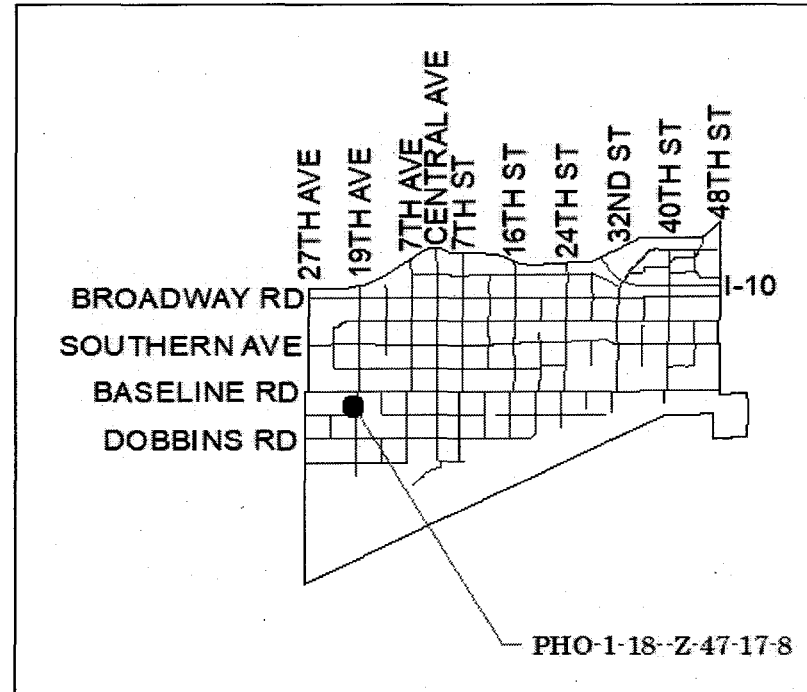 27TH AVE
19TH AVE
7TH AVE
CENTRAL AVE
7TH ST
16TH ST
24TH ST
32ND ST
40TH ST
48TH ST
I-10
BROADWAY RD
SOUTHERN AVE
BASELINE RD
DOBBINS RD
PHO-1-18--Z-47-17-8